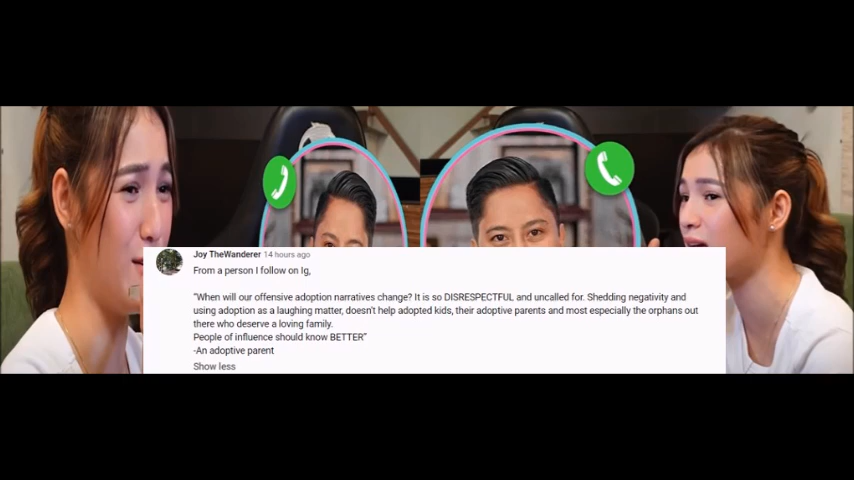 Joy TheWanderer 14 hours ago
From a person I follow on Ig,
"When will our offensive adoption narratives change? It is so DISRESPECTFUL and uncalled for. Shedding negativity and
using adoption as a laughing matter, doesn't help adopted kids, their adoptive parents and most especially the orphans out
there who deserve a loving family.
People of influence should know BETTER"
-An adoptive parent
Show less